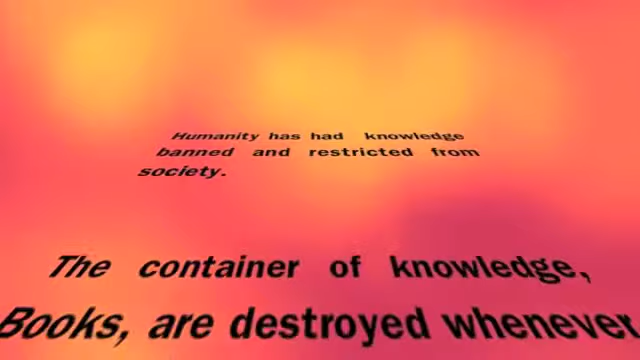 Humanity has had knowledge
banned and restricted from
society.
The container of knowledge,
Books, are destroyed whenever